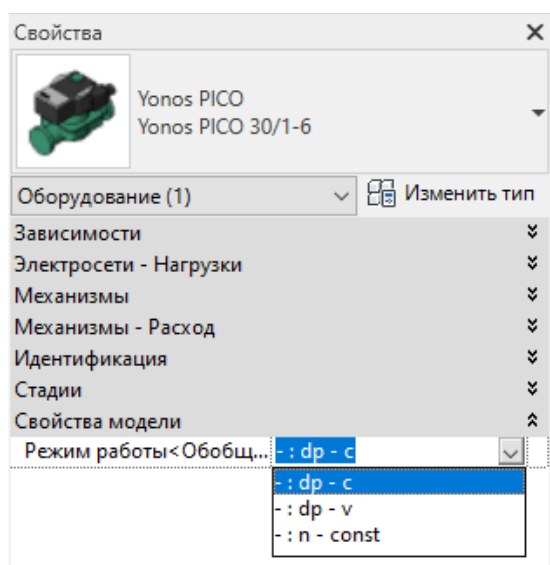 Свойства
Yonos PICO
Yonos PICO 30/1-6
Оборудование (1)
Изменить тип
Зависимости
Электросети - Нагрузки
Механизмы
Механизмы - Расход
Идентификация
Стадии
Свойства модели
Режим работы<Обобщ... - : dp - c
- : dp - c
- : dp - v
- : n - const